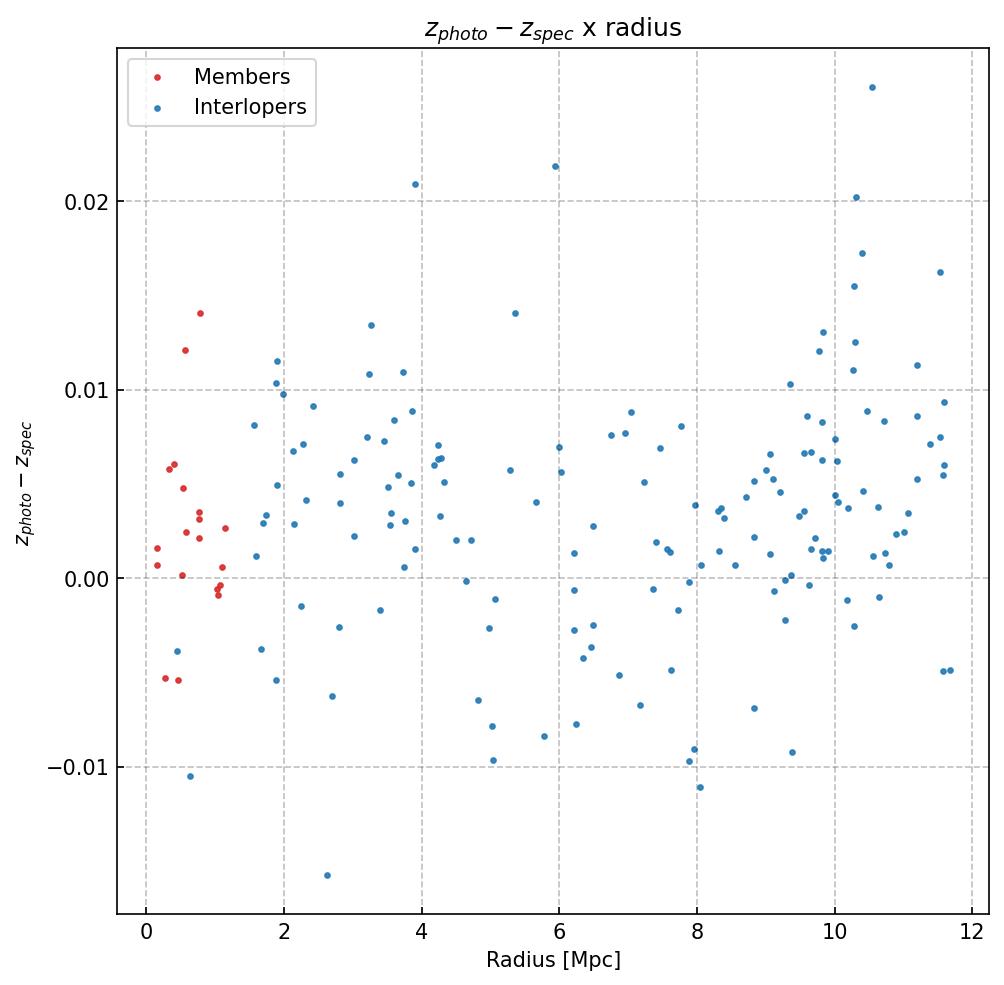 z_photo − z_spec x radius
Members
Interlopers
0.02
0.01
0.00
−0.01
z_photo − z_spec
0 2 4 6 8 10 12
Radius [Mpc]